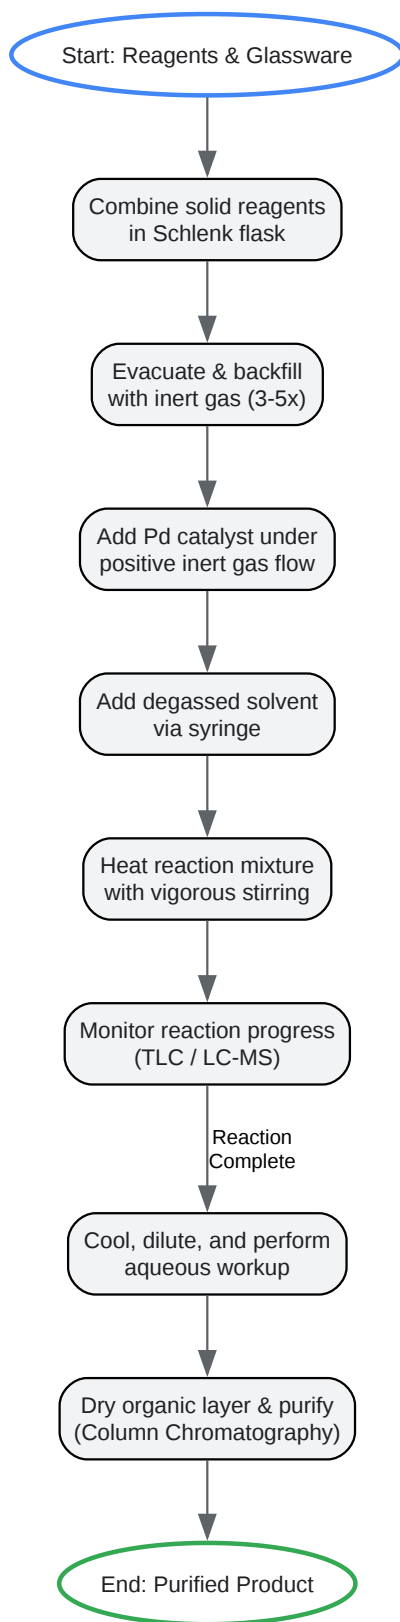 Start: Reagents & Glassware
Combine solid reagents
in Schlenk flask
Evacuate & backfill
with inert gas (3-5x)
Add Pd catalyst under
positive inert gas flow
Add degassed solvent
via syringe
Heat reaction mixture
with vigorous stirring
Monitor reaction progress
(TLC / LC-MS)
Reaction
Complete
Cool, dilute, and perform
aqueous workup
Dry organic layer & purify
(Column Chromatography)
End: Purified Product